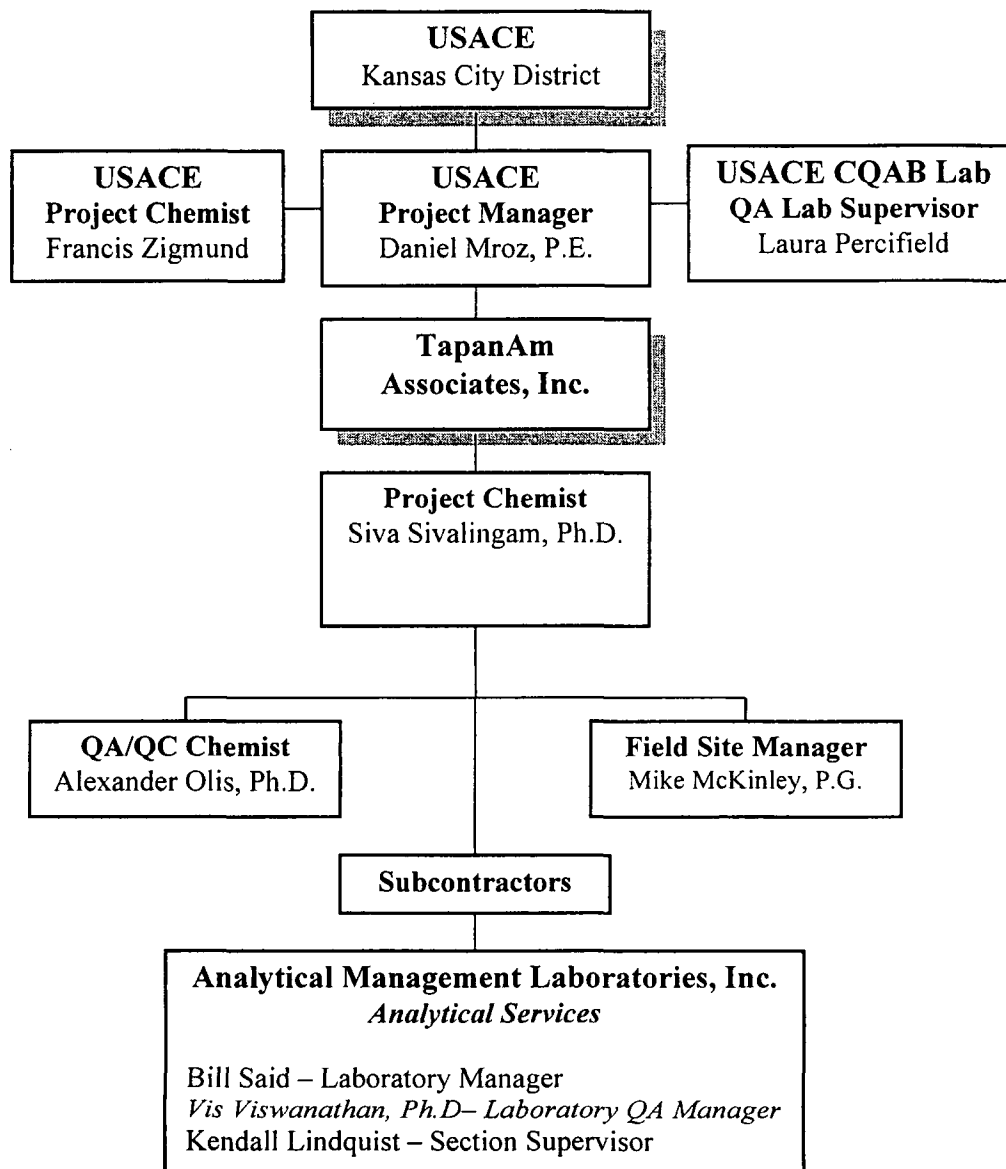 USACE
Kansas City District
USACE
Project Chemist
Francis Zigmund
USACE
Project Manager
Daniel Mroz, P.E.
USACE CQAB Lab
QA Lab Supervisor
Laura Percifield
TapanAm
Associates, Inc.
Project Chemist
Siva Sivalingam, Ph.D.
QA/QC Chemist
Alexander Olis, Ph.D.
Field Site Manager
Mike McKinley, P.G.
Subcontractors
Analytical Management Laboratories, Inc.
Analytical Services
Bill Said – Laboratory Manager
Vis Viswanathan, Ph.D– Laboratory QA Manager
Kendall Lindquist – Section Supervisor